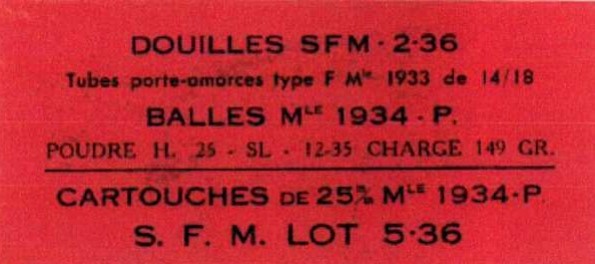 DOUILLES SFM - 2-36
Tubes porte-amorces type F Mle 1933 de 14/18
BALLES MLE 1934 - P.
POUDRE H. 25 - SL - 12-35 CHARGE 149 GR.
CARTOUCHES DE 25 m/m MLE 1934-P.
S. F. M. LOT 5-36